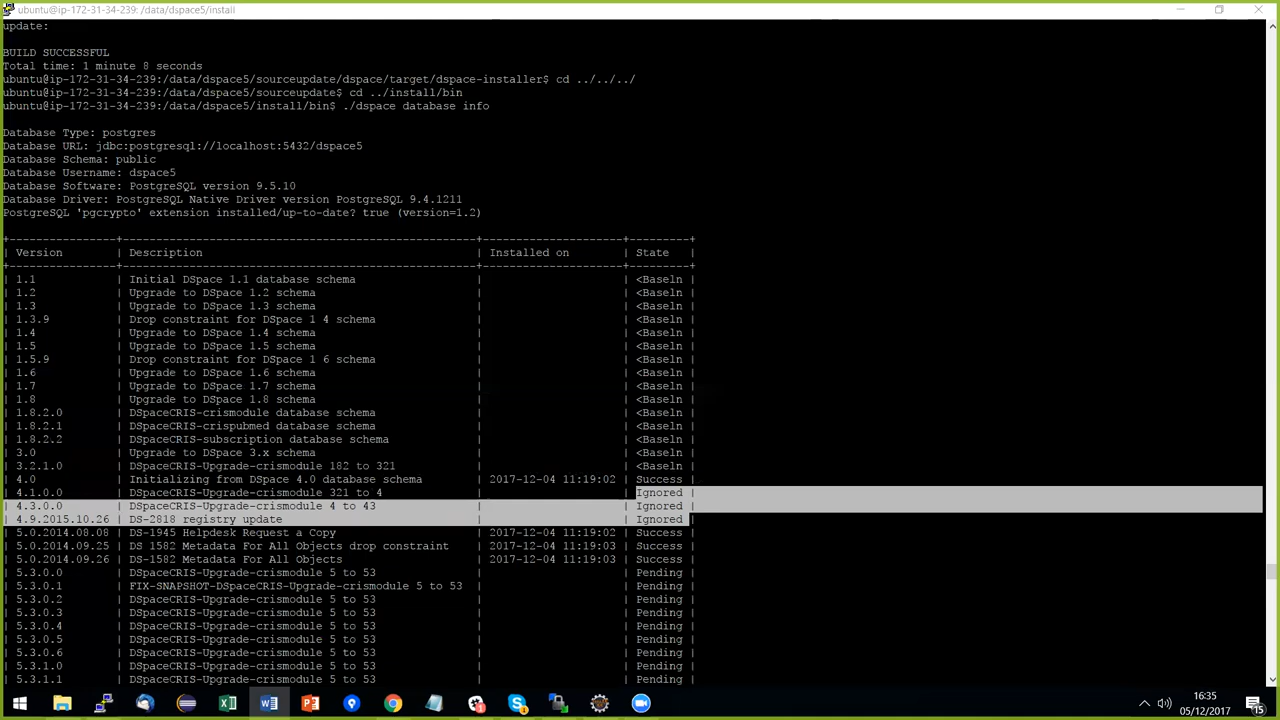 ubuntu@ip-172-31-34-239: /data/dspace5/install
update:
BUILD SUCCESSFUL
Total time: 1 minute 8 seconds
ubuntu@ip-172-31-34-239:/data/dspace5/sourceupdate/dspace/target/dspace-installer$ cd ../../../
ubuntu@ip-172-31-34-239:/data/dspace5/sourceupdate$ cd ../install/bin
ubuntu@ip-172-31-34-239:/data/dspace5/install/bin$ ./dspace database info
Database Type: postgres
Database URL: jdbc:postgresql://localhost:5432/dspace5
Database Schema: public
Database Username: dspace5
Database Software: PostgreSQL version 9.5.10
Database Driver: PostgreSQL Native Driver version PostgreSQL 9.4.1211
PostgreSQL 'pgcrypto' extension installed/up-to-date? true (version=1.2)
+----------------+-----------------------------------------------------+---------------------+---------+
| Version | Description | Installed on | State |
+----------------+-----------------------------------------------------+---------------------+---------+
| 1.1 | Initial DSpace 1.1 database schema | | <Baseln |
| 1.2 | Upgrade to DSpace 1.2 schema | | <Baseln |
| 1.3 | Upgrade to DSpace 1.3 schema | | <Baseln |
| 1.3.9 | Drop constraint for DSpace 1 4 schema | | <Baseln |
| 1.4 | Upgrade to DSpace 1.4 schema | | <Baseln |
| 1.5 | Upgrade to DSpace 1.5 schema | | <Baseln |
| 1.5.9 | Drop constraint for DSpace 1 6 schema | | <Baseln |
| 1.6 | Upgrade to DSpace 1.6 schema | | <Baseln |
| 1.7 | Upgrade to DSpace 1.7 schema | | <Baseln |
| 1.8 | Upgrade to DSpace 1.8 schema | | <Baseln |
| 1.8.2.0 | DSpaceCRIS-crismodule database schema | | <Baseln |
| 1.8.2.1 | DSpaceCRIS-crispubmed database schema | | <Baseln |
| 1.8.2.2 | DSpaceCRIS-subscription database schema | | <Baseln |
| 3.0 | Upgrade to DSpace 3.x schema | | <Baseln |
| 3.2.1.0 | DSpaceCRIS-Upgrade-crismodule 182 to 321 | | <Baseln |
| 4.0 | Initializing from DSpace 4.0 database schema | 2017-12-04 11:19:02 | Success |
| 4.1.0.0 | DSpaceCRIS-Upgrade-crismodule 321 to 4 | | Ignored |
| 4.3.0.0 | DSpaceCRIS-Upgrade-crismodule 4 to 43 | | Ignored |
| 4.9.2015.10.26 | DS-2818 registry update | | Ignored |
| 5.0.2014.08.08 | DS-1945 Helpdesk Request a Copy | 2017-12-04 11:19:02 | Success |
| 5.0.2014.09.25 | DS 1582 Metadata For All Objects drop constraint | 2017-12-04 11:19:03 | Success |
| 5.0.2014.09.26 | DS-1582 Metadata For All Objects | 2017-12-04 11:19:03 | Success |
| 5.3.0.0 | DSpaceCRIS-Upgrade-crismodule 5 to 53 | | Pending |
| 5.3.0.1 | FIX-SNAPSHOT-DSpaceCRIS-Upgrade-crismodule 5 to 53 | | Pending |
| 5.3.0.2 | DSpaceCRIS-Upgrade-crismodule 5 to 53 | | Pending |
| 5.3.0.3 | DSpaceCRIS-Upgrade-crismodule 5 to 53 | | Pending |
| 5.3.0.4 | DSpaceCRIS-Upgrade-crismodule 5 to 53 | | Pending |
| 5.3.0.5 | DSpaceCRIS-Upgrade-crismodule 5 to 53 | | Pending |
| 5.3.0.6 | DSpaceCRIS-Upgrade-crismodule 5 to 53 | | Pending |
| 5.3.1.0 | DSpaceCRIS-Upgrade-crismodule 5 to 53 | | Pending |
| 5.3.1.1 | DSpaceCRIS-Upgrade-crismodule 5 to 53 | | Pending |
16:35
05/12/2017
15